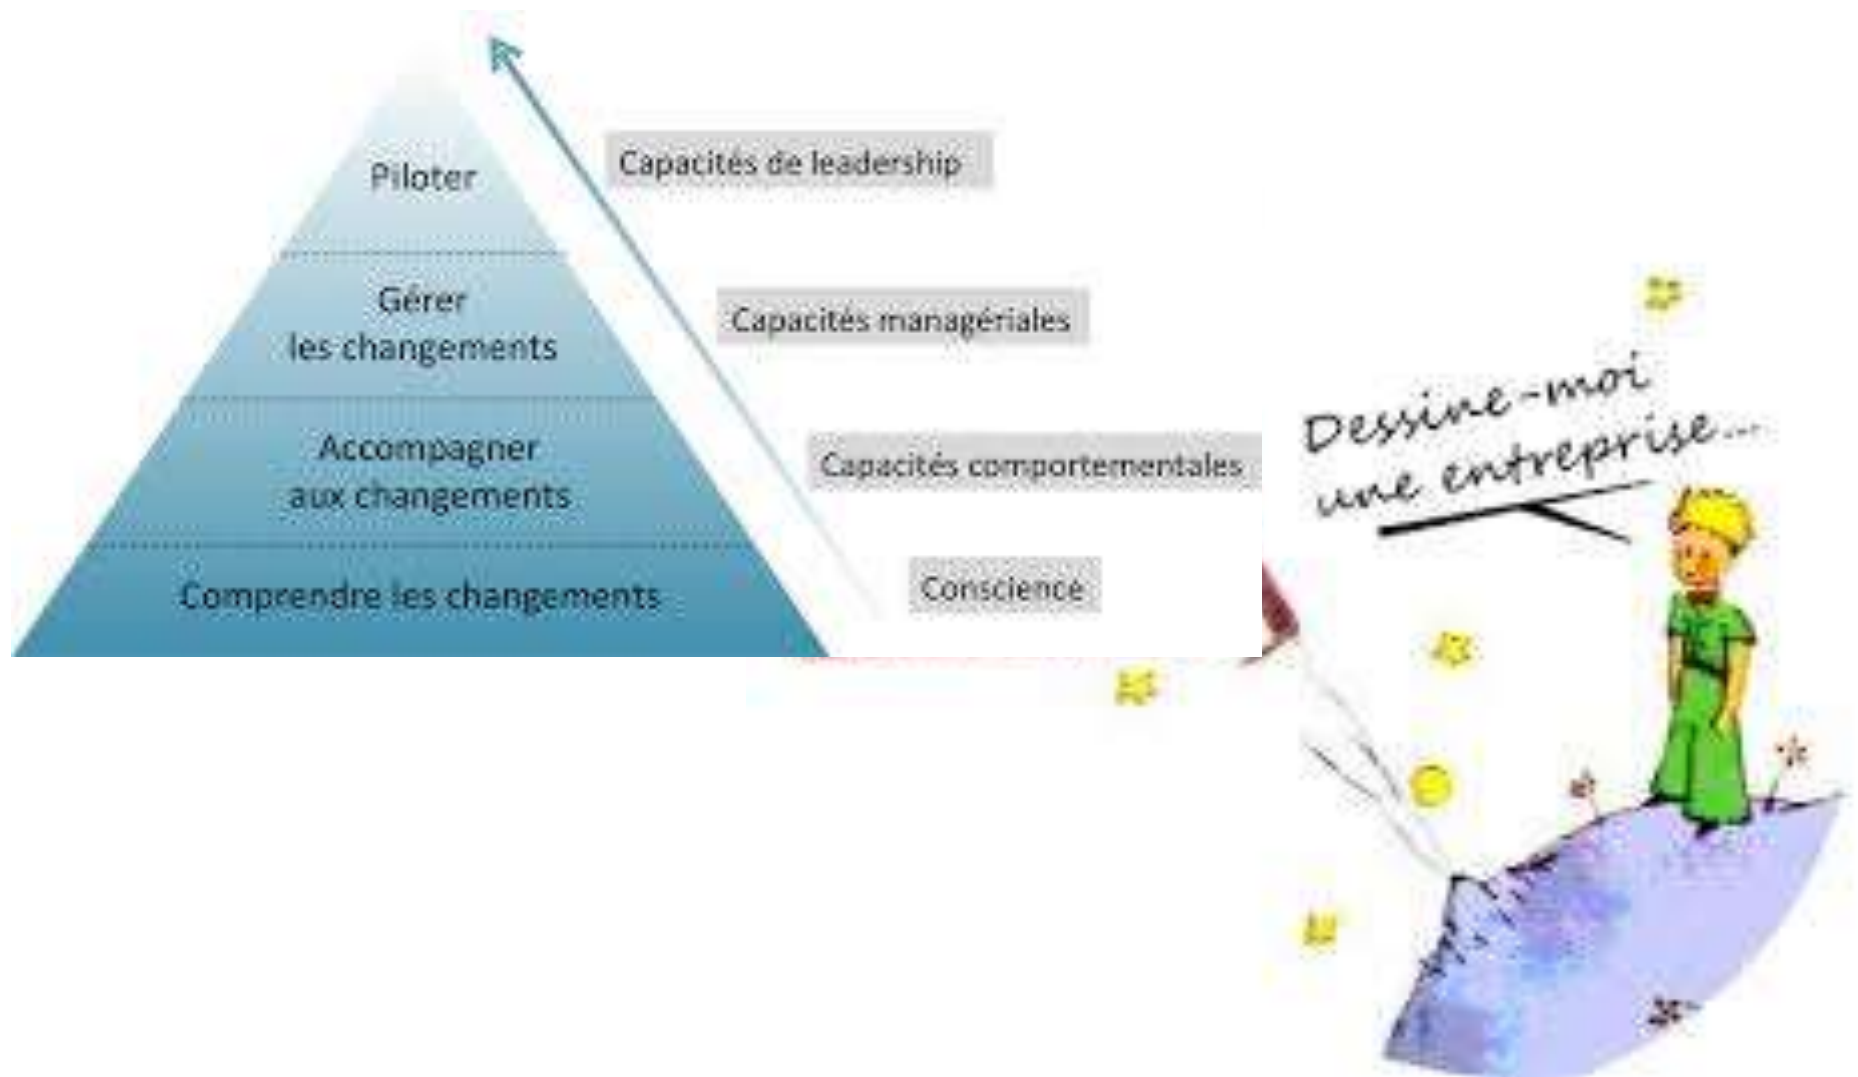 Piloter
Capacités de leadership
Gérer
les changements
Capacités managériales
Accompagner
aux changements
Capacités comportementales
Comprendre les changements
Conscience
Dessine-moi
une entreprise...